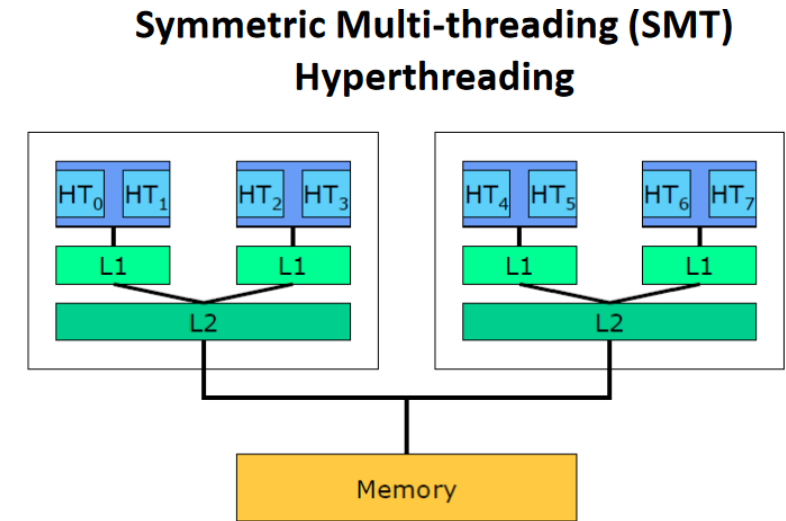 Symmetric Multi-threading (SMT)
Hyperthreading
HT₀ HT₁ HT₂ HT₃ HT₄ HT₅ HT₆ HT₇
L1 L1 L1 L1
L2 L2
Memory